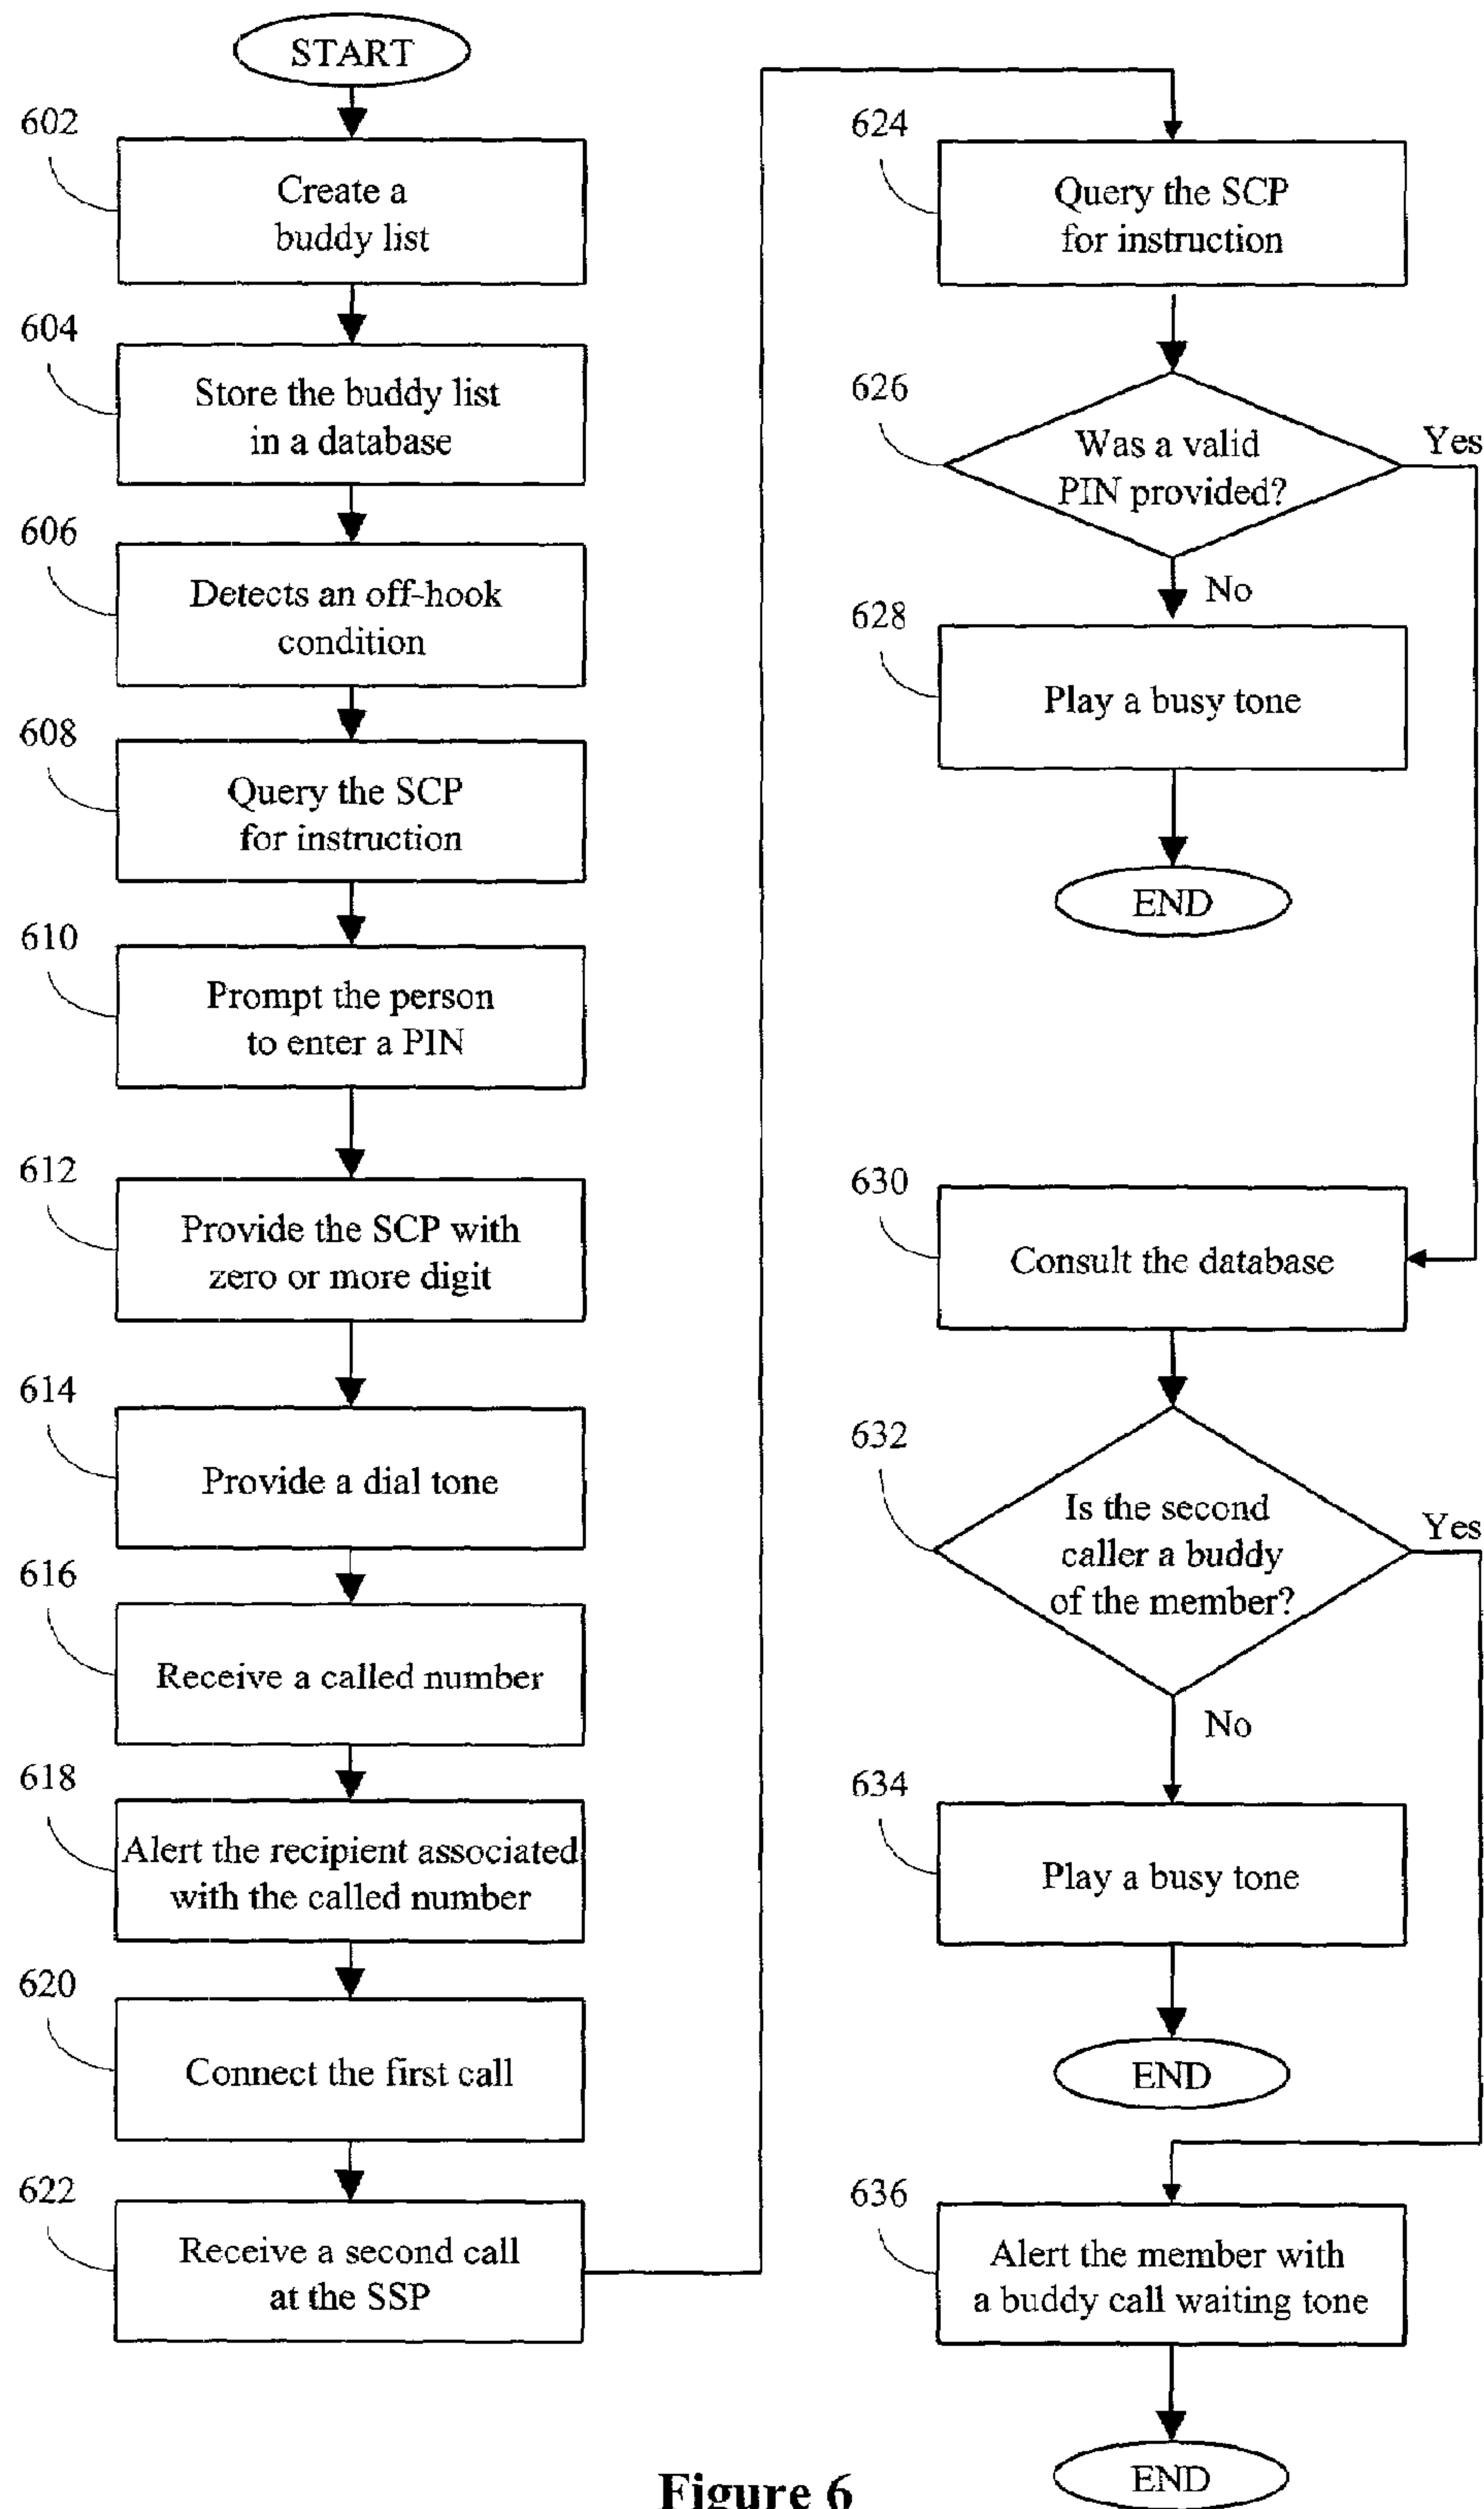 START
602
Create a
buddy list
604
Store the buddy list
in a database
606
Detects an off-hook
condition
608
Query the SCP
for instruction
610
Prompt the person
to enter a PIN
612
Provide the SCP with
zero or more digit
614
Provide a dial tone
616
Receive a called number
618
Alert the recipient associated
with the called number
620
Connect the first call
622
Receive a second call
at the SSP
624
Query the SCP
for instruction
626
Was a valid
PIN provided?
Yes
No
628
Play a busy tone
END
630
Consult the database
632
Is the second
caller a buddy
of the member?
Yes
No
634
Play a busy tone
END
636
Alert the member with
a buddy call waiting tone
END
Figure 6